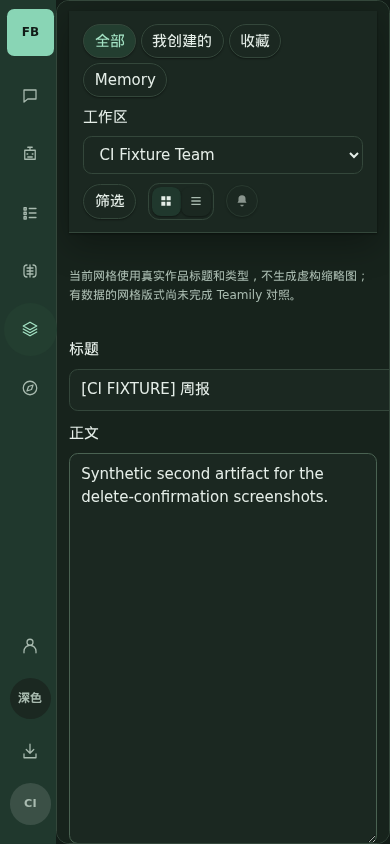 FB
全部
我创建的
收藏
Memory
工作区
CI Fixture Team
筛选
当前网格使用真实作品标题和类型，不生成虚构缩略图；
有数据的网格版式尚未完成 Teamily 对照。
标题
[CI FIXTURE] 周报
正文
Synthetic second artifact for the
delete-confirmation screenshots.
深色
CI